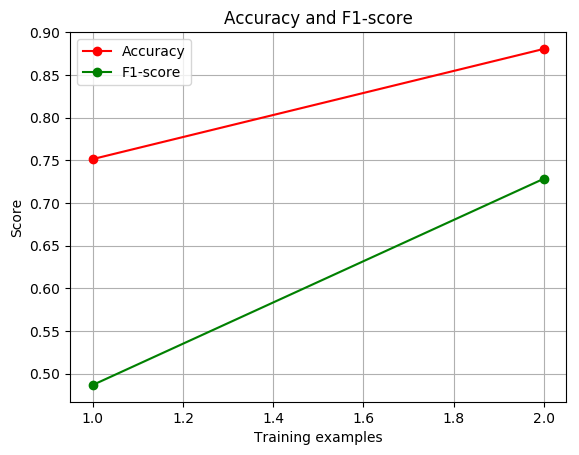 Accuracy and F1-score
Accuracy
F1-score
0.90
0.85
0.80
0.75
0.70
0.65
0.60
0.55
0.50
Score
1.0 1.2 1.4 1.6 1.8 2.0
Training examples